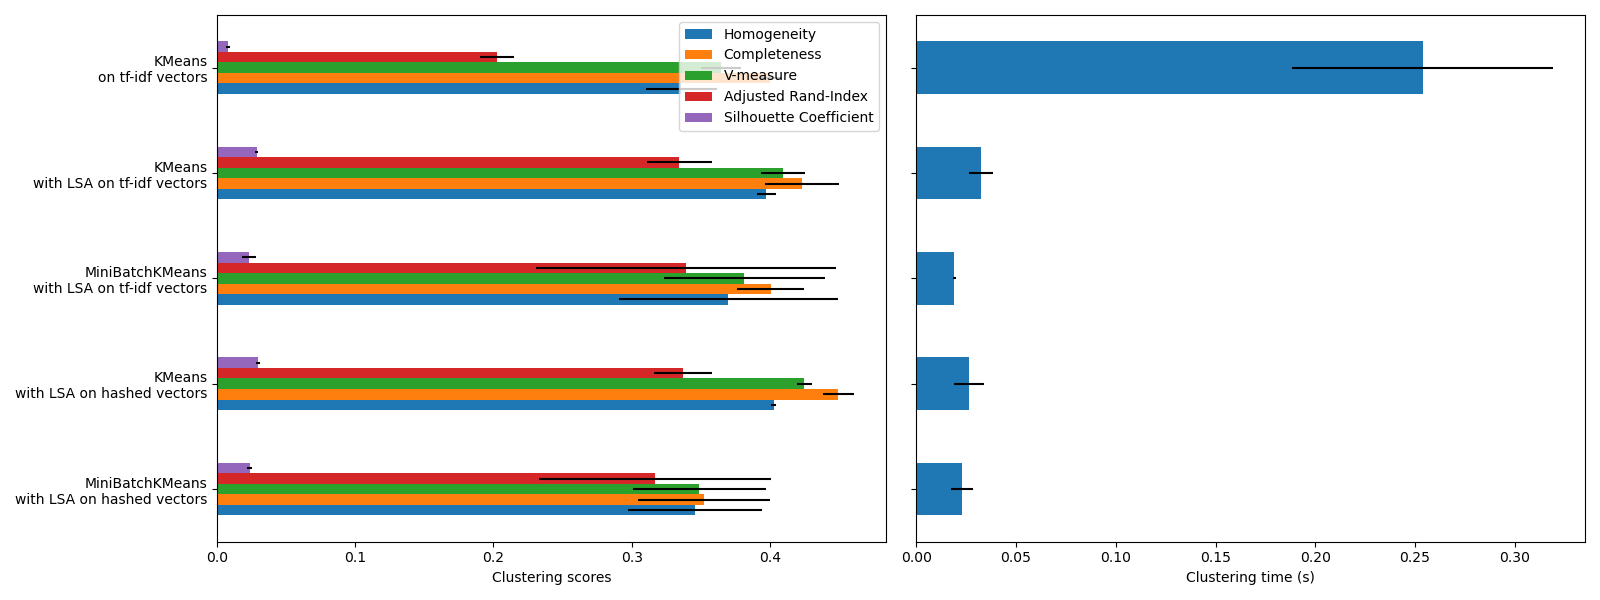 KMeans
on tf-idf vectors
KMeans
with LSA on tf-idf vectors
MiniBatchKMeans
with LSA on tf-idf vectors
KMeans
with LSA on hashed vectors
MiniBatchKMeans
with LSA on hashed vectors
Homogeneity
Completeness
V-measure
Adjusted Rand-Index
Silhouette Coefficient
0.0 0.1 0.2 0.3 0.4
Clustering scores
0.00 0.05 0.10 0.15 0.20 0.25 0.30
Clustering time (s)